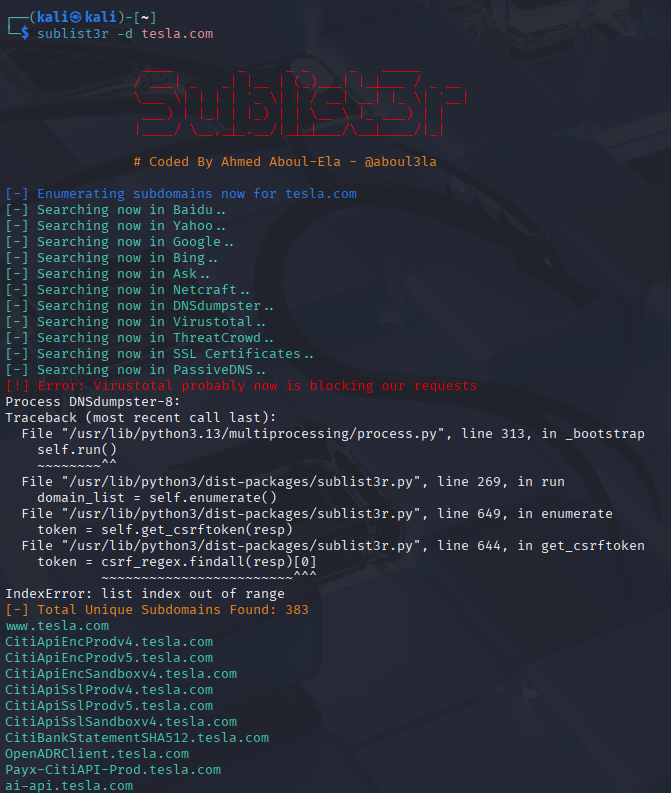 ┌──(kali㉿kali)-[~]
└─$ sublist3r -d tesla.com
# Coded By Ahmed Aboul-Ela - @aboul3la
[-] Enumerating subdomains now for tesla.com
[-] Searching now in Baidu..
[-] Searching now in Yahoo..
[-] Searching now in Google..
[-] Searching now in Bing..
[-] Searching now in Ask..
[-] Searching now in Netcraft..
[-] Searching now in DNSdumpster..
[-] Searching now in Virustotal..
[-] Searching now in ThreatCrowd..
[-] Searching now in SSL Certificates..
[-] Searching now in PassiveDNS..
[!] Error: Virustotal probably now is blocking our requests
Process DNSdumpster-8:
Traceback (most recent call last):
  File "/usr/lib/python3.13/multiprocessing/process.py", line 313, in _bootstrap
    self.run()
    ~~~~~~~~^^
  File "/usr/lib/python3/dist-packages/sublist3r.py", line 269, in run
    domain_list = self.enumerate()
  File "/usr/lib/python3/dist-packages/sublist3r.py", line 649, in enumerate
    token = self.get_csrftoken(resp)
  File "/usr/lib/python3/dist-packages/sublist3r.py", line 644, in get_csrftoken
    token = csrf_regex.findall(resp)[0]
            ~~~~~~~~~~~~~~~~~~~~~~~~^^^
IndexError: list index out of range
[-] Total Unique Subdomains Found: 383
www.tesla.com
CitiApiEncProdv4.tesla.com
CitiApiEncProdv5.tesla.com
CitiApiEncSandboxv4.tesla.com
CitiApiSslProdv4.tesla.com
CitiApiSslProdv5.tesla.com
CitiApiSslSandboxv4.tesla.com
CitiBankStatementSHA512.tesla.com
OpenADRClient.tesla.com
Payx-CitiAPI-Prod.tesla.com
ai-api.tesla.com